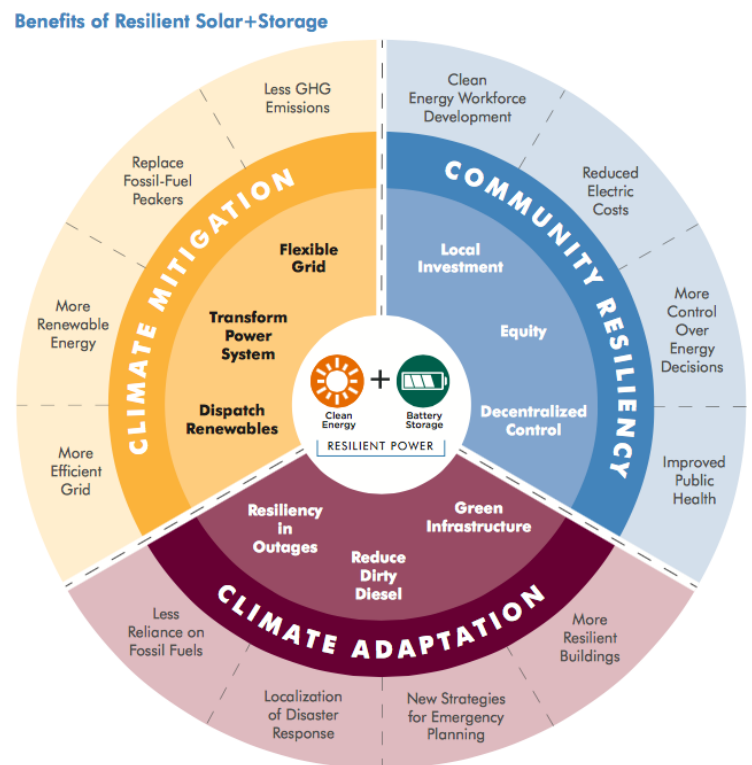 Benefits of Resilient Solar+Storage
Less GHG
Emissions
Replace
Fossil-Fuel
Peakers
More
Renewable
Energy
More
Efficient
Grid
CLIMATE MITIGATION
Flexible
Grid
Transform
Power
System
Dispatch
Renewables
Clean
Energy Workforce
Development
Reduced
Electric
Costs
More
Control
Over
Energy
Decisions
Improved
Public
Health
COMMUNITY RESILIENCY
Local
Investment
Equity
Decentralized
Control
+
Clean
Energy
Battery
Storage
RESILIENT POWER
Resiliency
in
Outages
Reduce
Dirty
Diesel
Green
Infrastructure
CLIMATE ADAPTATION
Less
Reliance on
Fossil Fuels
Localization
of Disaster
Response
New Strategies
for Emergency
Planning
More
Resilient
Buildings